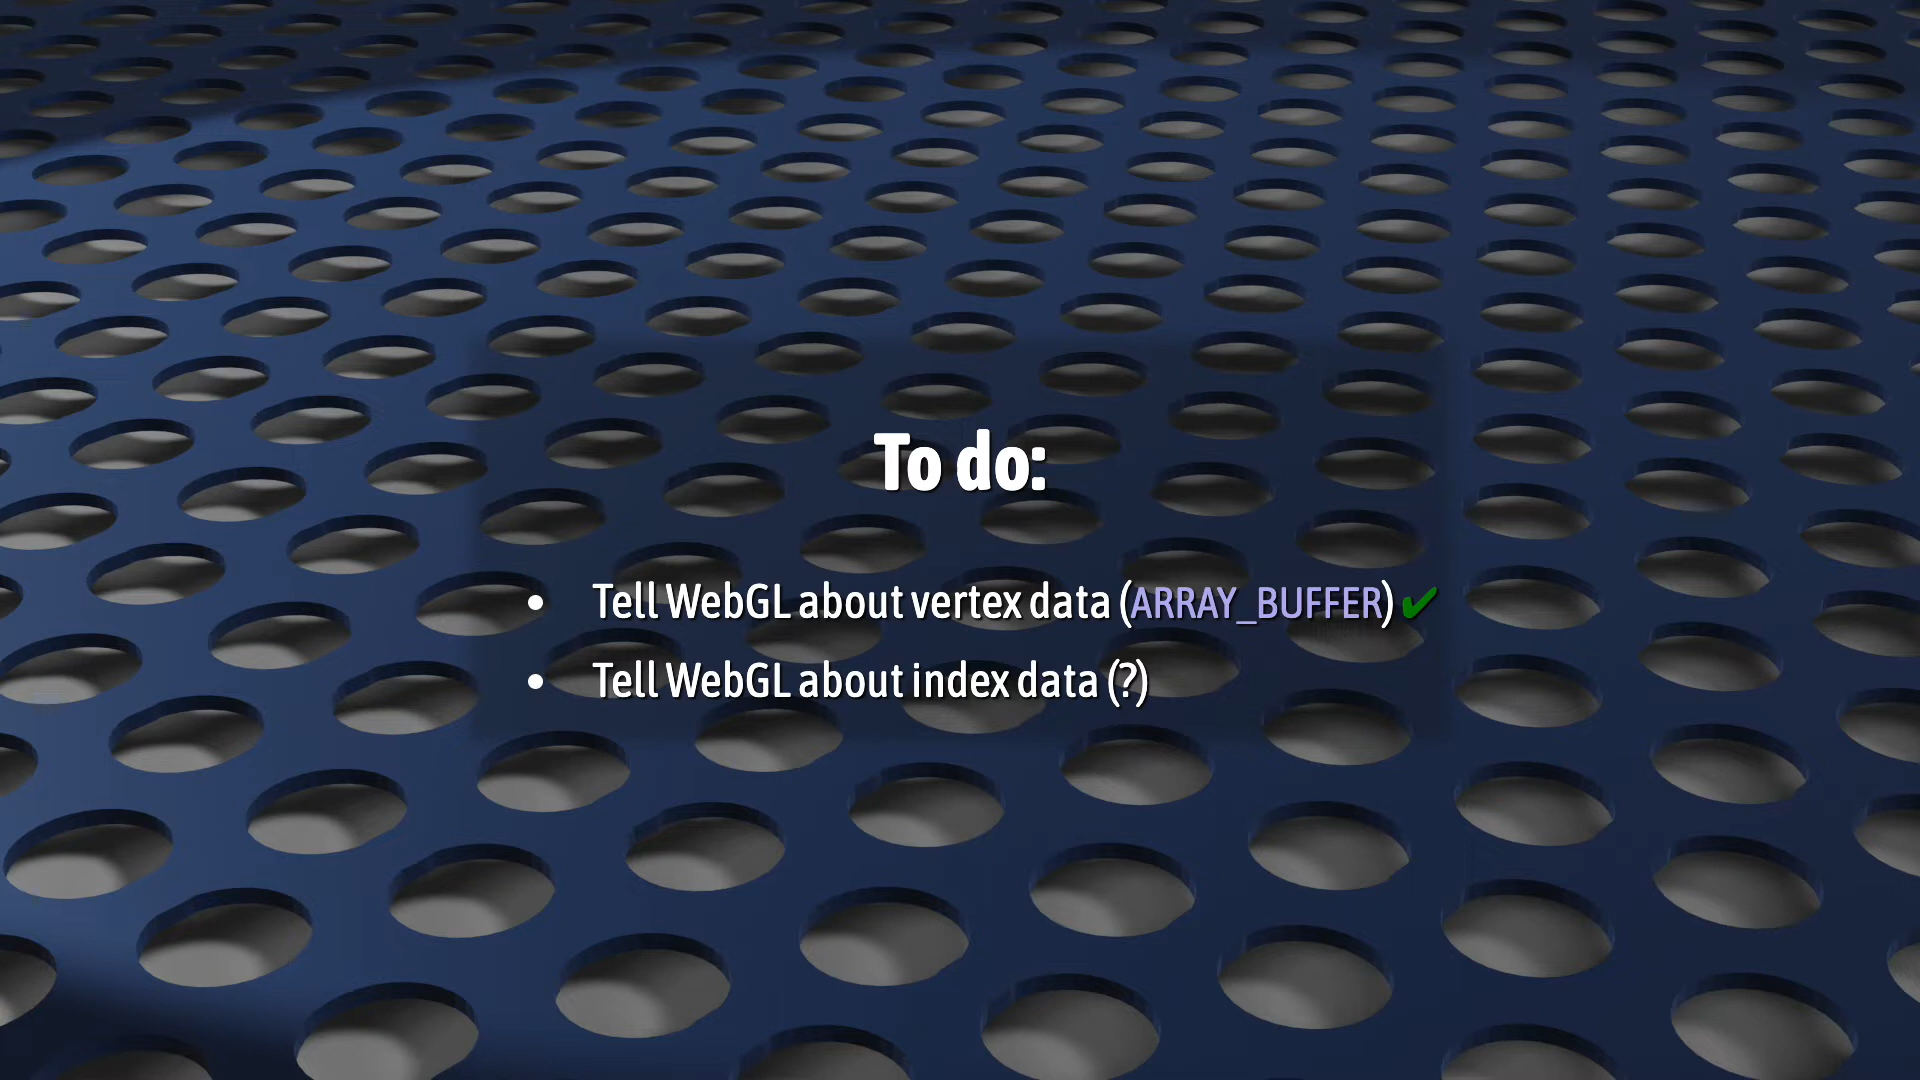 To do:
• Tell WebGL about vertex data (ARRAY_BUFFER) ✔
• Tell WebGL about index data (?)